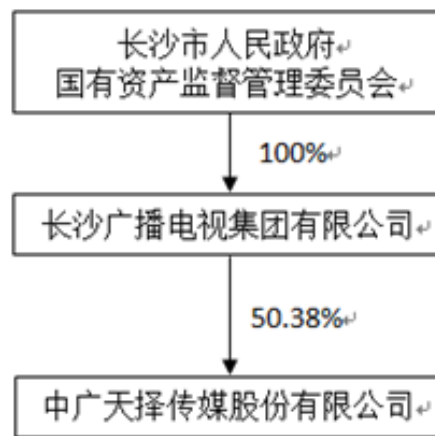 长沙市人民政府
国有资产监督管理委员会
100%
长沙广播电视集团有限公司
50.38%
中广天择传媒股份有限公司